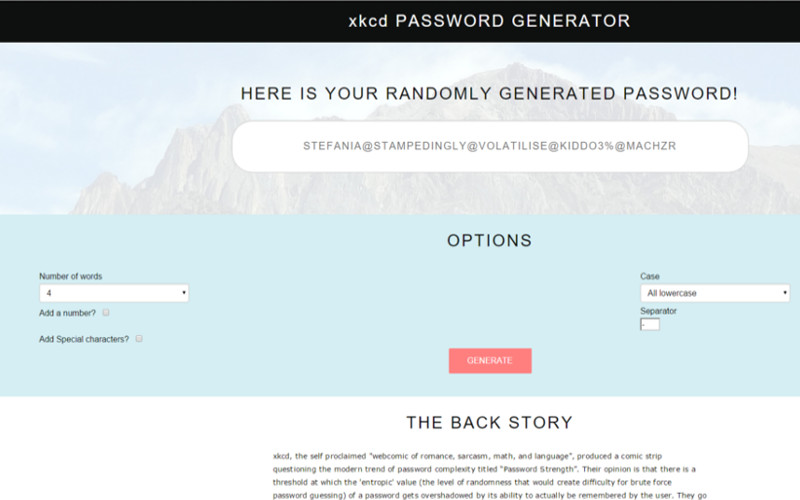 xkcd PASSWORD GENERATOR
HERE IS YOUR RANDOMLY GENERATED PASSWORD!
STEFANIA@STAMPEDINGLY@VOLATILISE@KIDDO3%@MACHZR
OPTIONS
Number of words
4
Add a number?
Add Special characters?
Case
All lowercase
Separator
-
GENERATE
THE BACK STORY
xkcd, the self proclaimed "webcomic of romance, sarcasm, math, and language", produced a comic strip
questioning the modern trend of password complexity titled "Password Strength". Their opinion is that there is a
threshold at which the 'entropic' value (the level of randomness that would create difficulty for brute force
password guessing) of a password gets overshadowed by its ability to actually be remembered by the user. They go